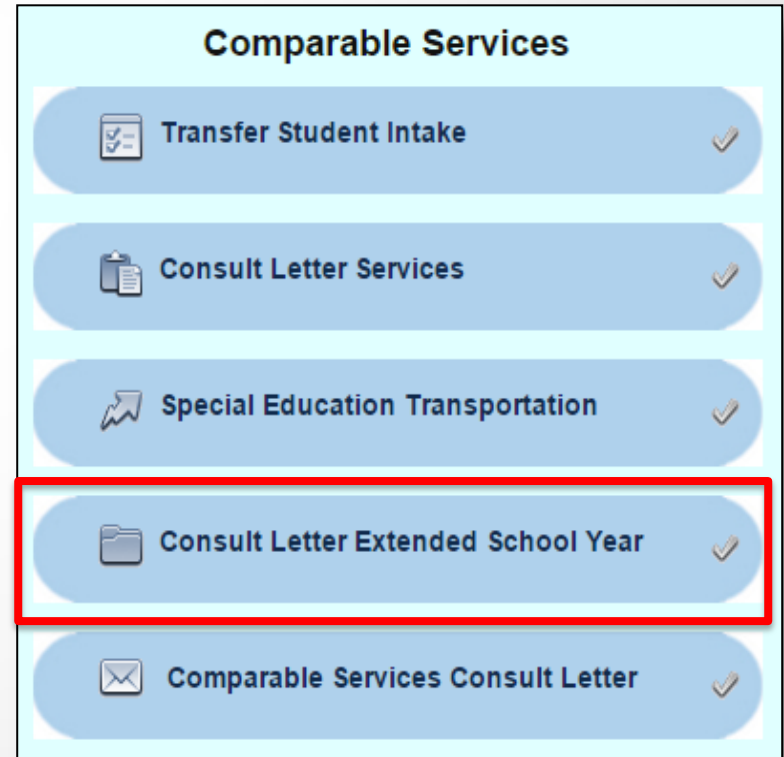 Comparable Services
Transfer Student Intake
Consult Letter Services
Special Education Transportation
Consult Letter Extended School Year
Comparable Services Consult Letter